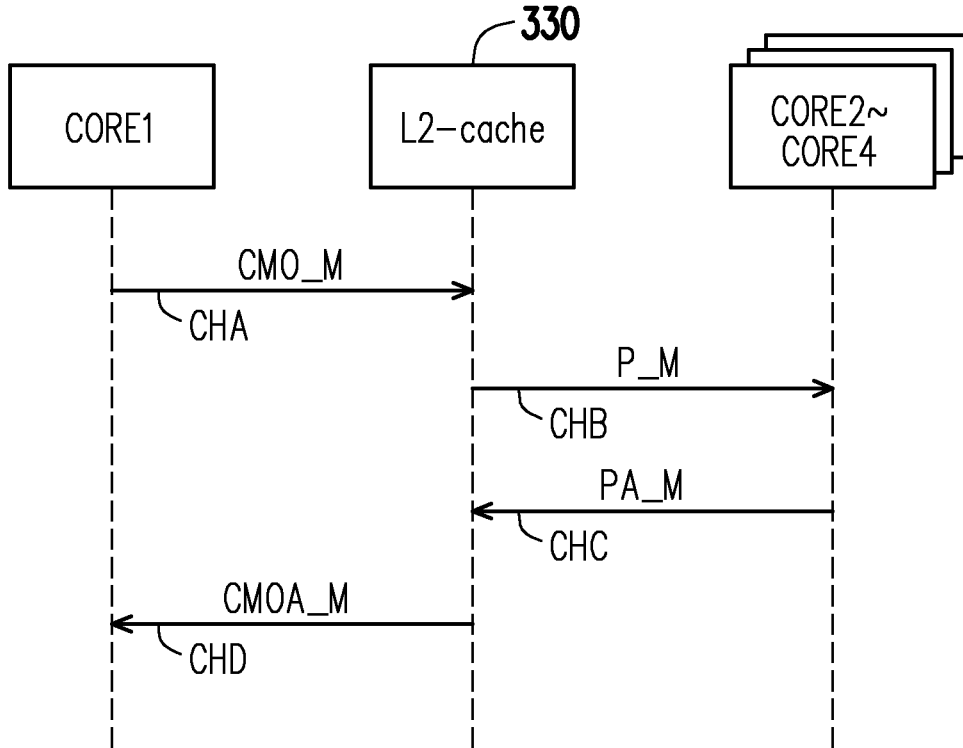 330
CORE1
L2-cache
CORE2~
CORE4
CMO_M
CHA
P_M
CHB
PA_M
CHC
CMOA_M
CHD